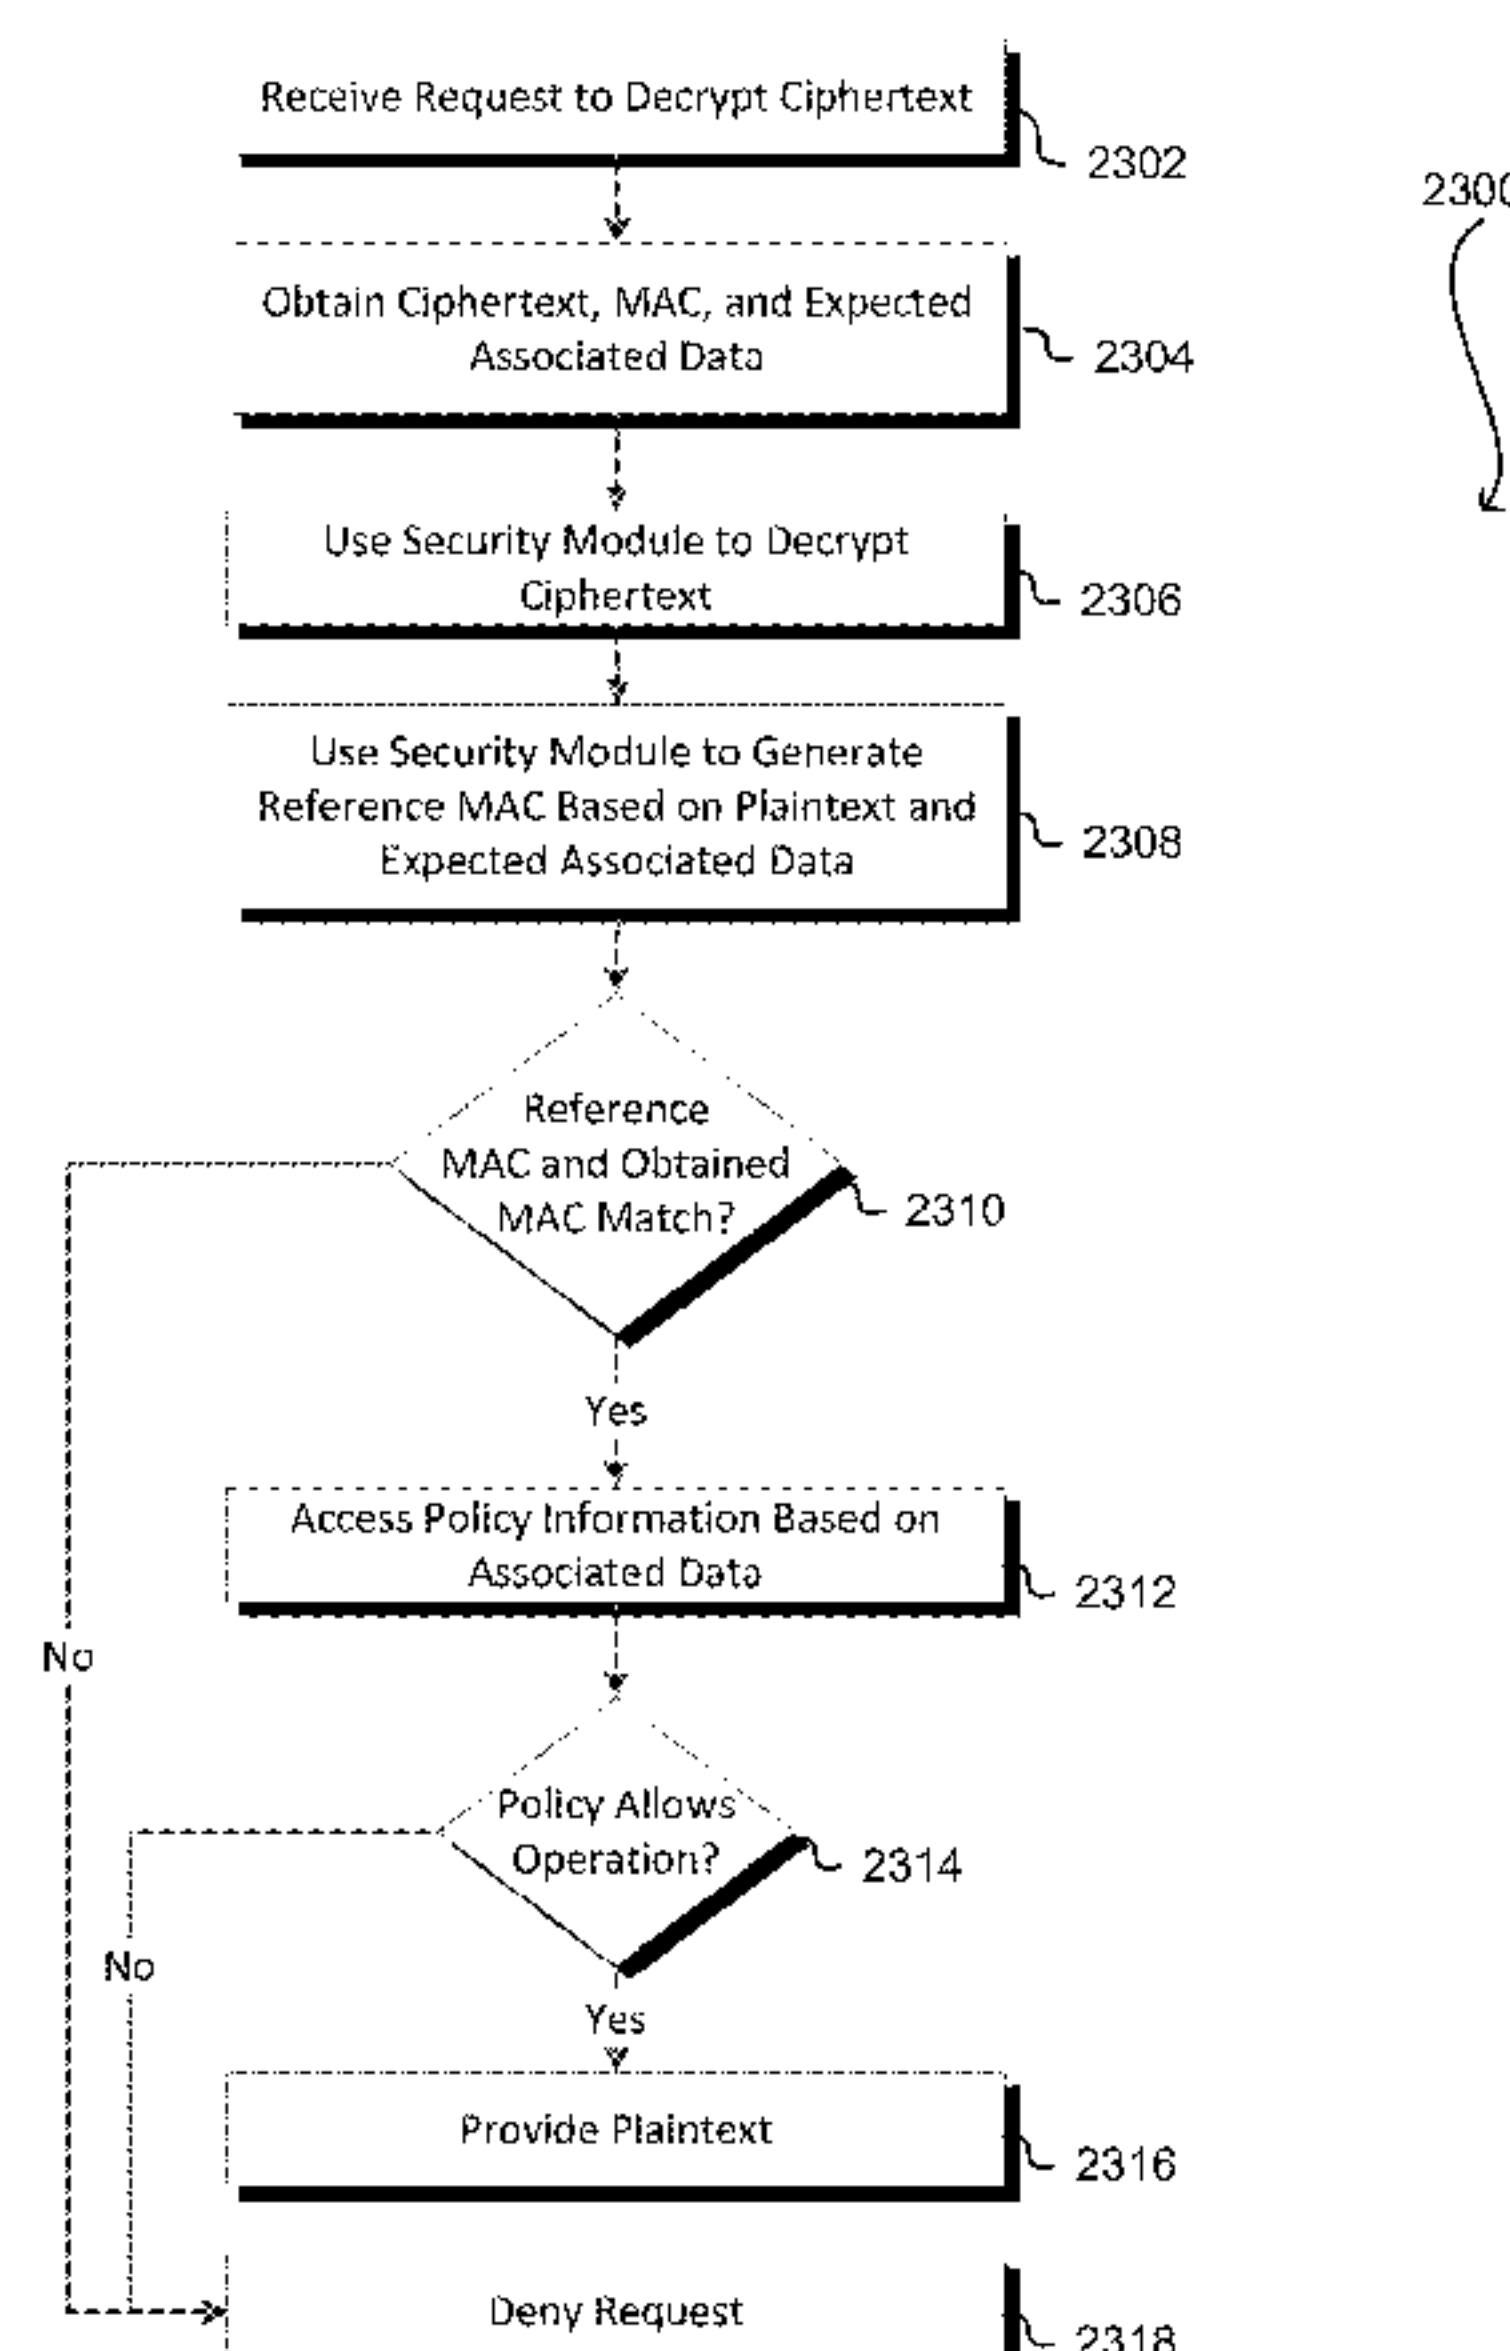 Receive Request to Decrypt Ciphertext
2302
2300
Obtain Ciphertext, MAC, and Expected
Associated Data
2304
Use Security Module to Decrypt
Ciphertext
2306
Use Security Module to Generate
Reference MAC Based on Plaintext and
Expected Associated Data
2308
Reference
MAC and Obtained
MAC Match?
2310
Yes
Access Policy Information Based on
Associated Data
2312
No
Policy Allows
Operation?
2314
No
Yes
Provide Plaintext
2316
Deny Request
2318